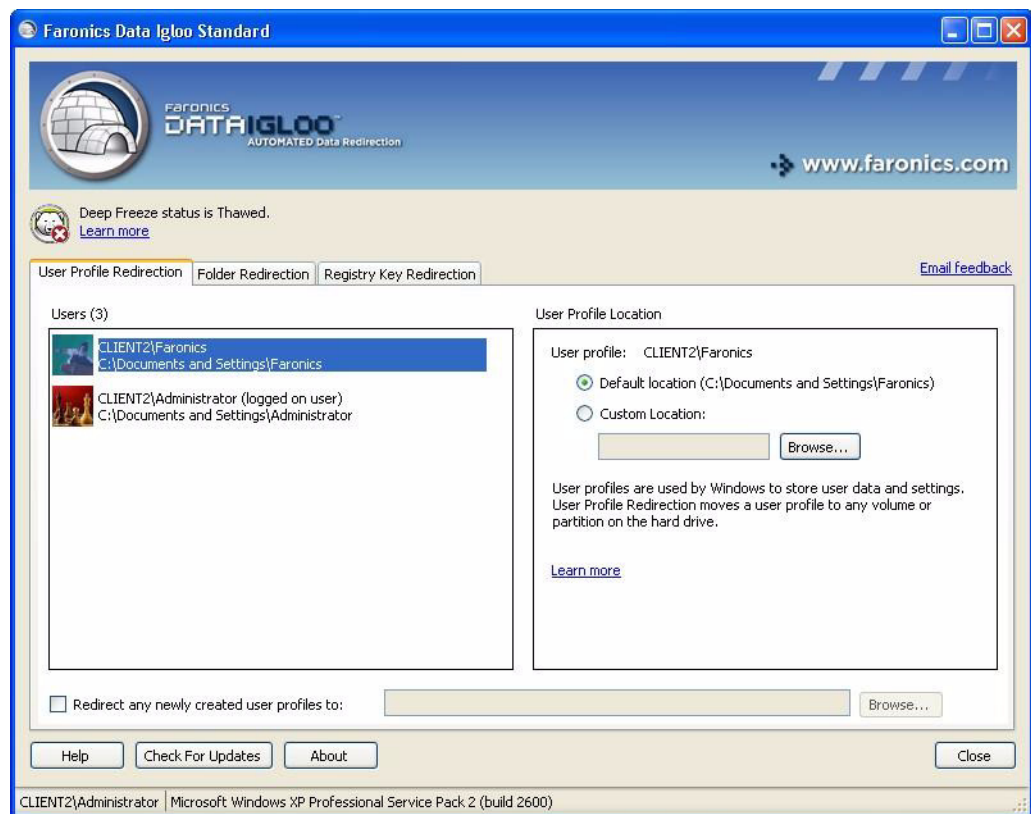 Faronics Data Igloo Standard
Faronics
DATAIGLOO™
AUTOMATED Data Redirection
www.faronics.com
Deep Freeze status is Thawed.
Learn more
User Profile Redirection
Folder Redirection
Registry Key Redirection
Email feedback
Users (3)
CLIENT2\Faronics
C:\Documents and Settings\Faronics
CLIENT2\Administrator (logged on user)
C:\Documents and Settings\Administrator
User Profile Location
User profile: CLIENT2\Faronics
Default location (C:\Documents and Settings\Faronics)
Custom Location:
Browse...
User profiles are used by Windows to store user data and settings.
User Profile Redirection moves a user profile to any volume or
partition on the hard drive.
Learn more
Redirect any newly created user profiles to:
Browse...
Help
Check For Updates
About
Close
CLIENT2\Administrator
Microsoft Windows XP Professional Service Pack 2 (build 2600)